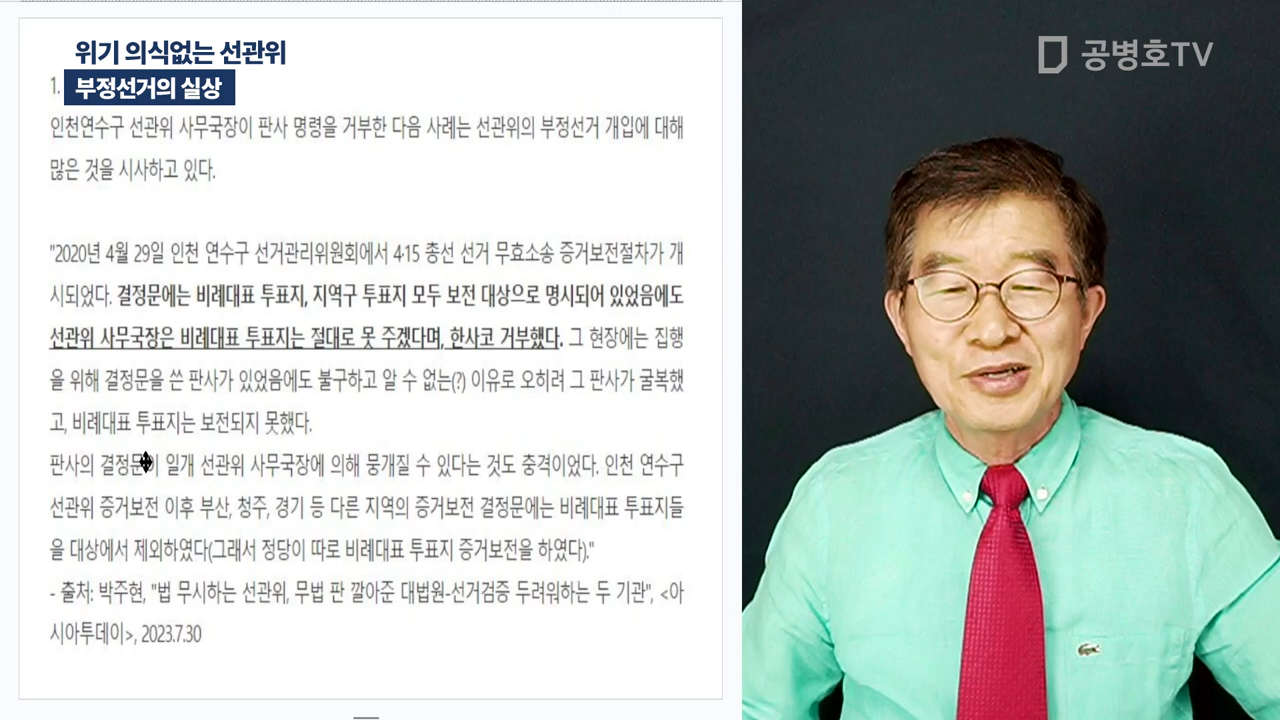 위기 의식없는 선관위
1. 부정선거의 실상
인천연수구 선관위 사무국장이 판사 명령을 거부한 다음 사례는 선관위의 부정선거 개입에 대해
많은 것을 시사하고 있다.
"2020년 4월 29일 인천 연수구 선거관리위원회에서 4·15 총선 선거 무효소송 증거보전절차가 개
시되었다. 결정문에는 비례대표 투표지, 지역구 투표지 모두 보전 대상으로 명시되어 있었음에도
선관위 사무국장은 비례대표 투표지는 절대로 못 주겠다며, 한사코 거부했다. 그 현장에는 집행
을 위해 결정문을 쓴 판사가 있었음에도 불구하고 알 수 없는(?) 이유로 오히려 그 판사가 굴복했
고, 비례대표 투표지는 보전되지 못했다.
판사의 결정문이 일개 선관위 사무국장에 의해 뭉개질 수 있다는 것도 충격이었다. 인천 연수구
선관위 증거보전 이후 부산, 청주, 경기 등 다른 지역의 증거보전 결정문에는 비례대표 투표지들
을 대상에서 제외하였다(그래서 정당이 따로 비례대표 투표지 증거보전을 하였다)."
- 출처: 박주현, "법 무시하는 선관위, 무법 판 깔아준 대법원-선거검증 두려워하는 두 기관", <아
시아투데이>, 2023.7.30
공병호TV